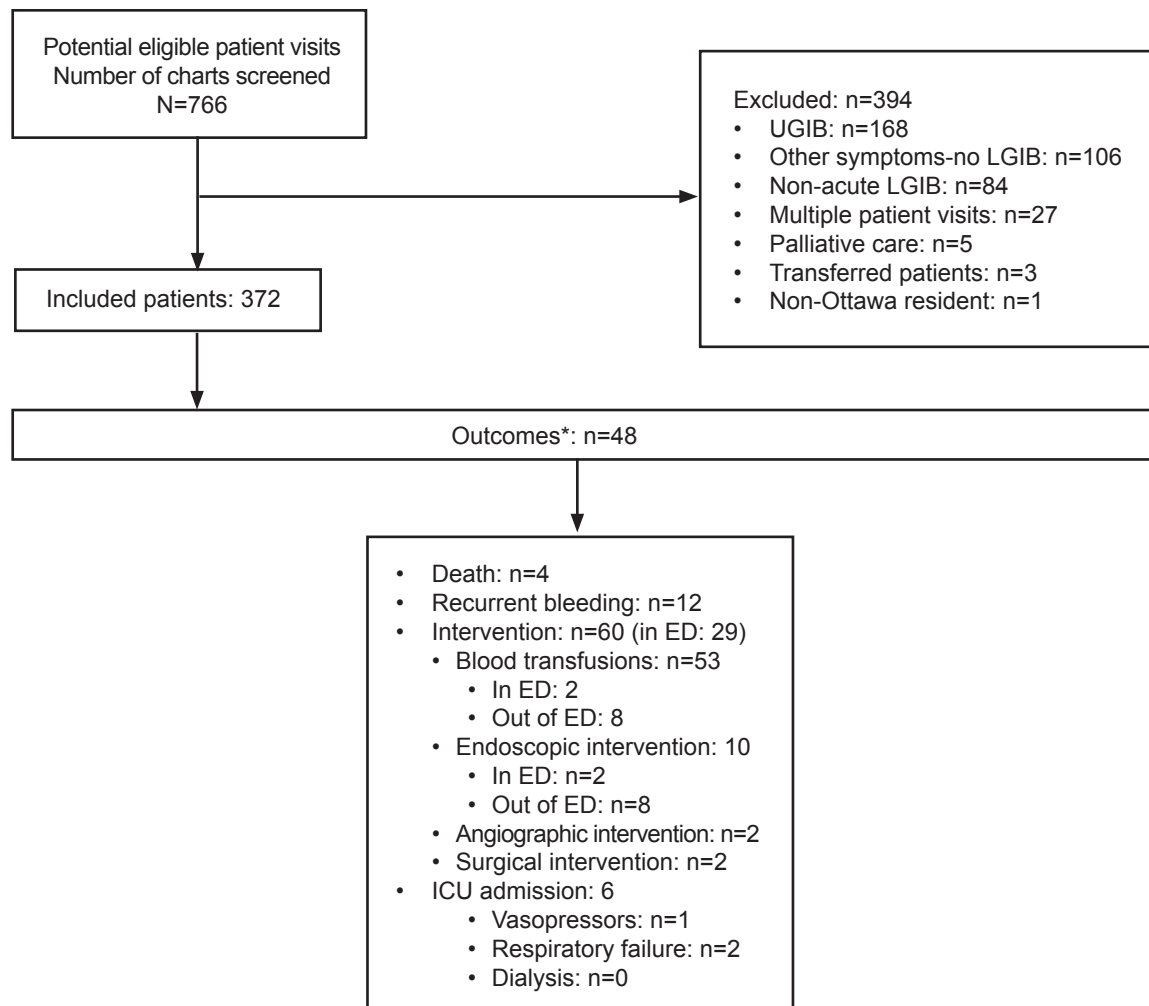 Potential eligible patient visits
Number of charts screened
N=766
Excluded: n=394
• UGIB: n=168
• Other symptoms-no LGIB: n=106
• Non-acute LGIB: n=84
• Multiple patient visits: n=27
• Palliative care: n=5
• Transferred patients: n=3
• Non-Ottawa resident: n=1
Included patients: 372
Outcomes*: n=48
• Death: n=4
• Recurrent bleeding: n=12
• Intervention: n=60 (in ED: 29)
• Blood transfusions: n=53
• In ED: 2
• Out of ED: 8
• Endoscopic intervention: 10
• In ED: n=2
• Out of ED: n=8
• Angiographic intervention: n=2
• Surgical intervention: n=2
• ICU admission: 6
• Vasopressors: n=1
• Respiratory failure: n=2
• Dialysis: n=0